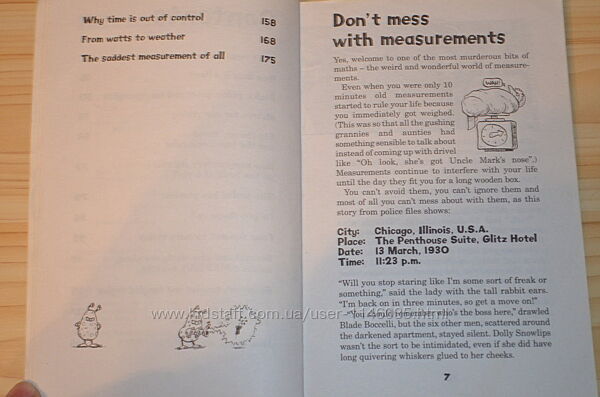 Why time is out of control 158
From watts to weather 168
The saddest measurement of all 175
Don't mess
with measurements
Yes, welcome to one of the most murderous bits of
maths – the weird and wonderful world of measure-
ments.
Even when you were only 10
minutes old measurements
started to rule your life because
you immediately got weighed.
(This was so that all the gushing
grannies and aunties had
something sensible to talk about
instead of coming up with drivel
like "Oh look, she's got Uncle Mark's nose".)
Measurements continue to interfere with your life
until the day they fit you for a long wooden box.
You can't avoid them, you can't ignore them and
most of all you can't mess about with them, as this
story from police files shows:
WAH!
City: Chicago, Illinois, U.S.A.
Place: The Penthouse Suite, Glitz Hotel
Date: 13 March, 1930
Time: 11:23 p.m.
"Will you stop staring like I'm some sort of freak or
something," said the lady with the tall rabbit ears.
"I'm back on in three minutes, so get a move on!"
the boss here," drawled
Blade Boccelli, but the six other men, scattered around
the darkened apartment, stayed silent. Dolly Snowlips
wasn't the sort to be intimidated, even if she did have
long quivering whiskers glued to her cheeks.
7